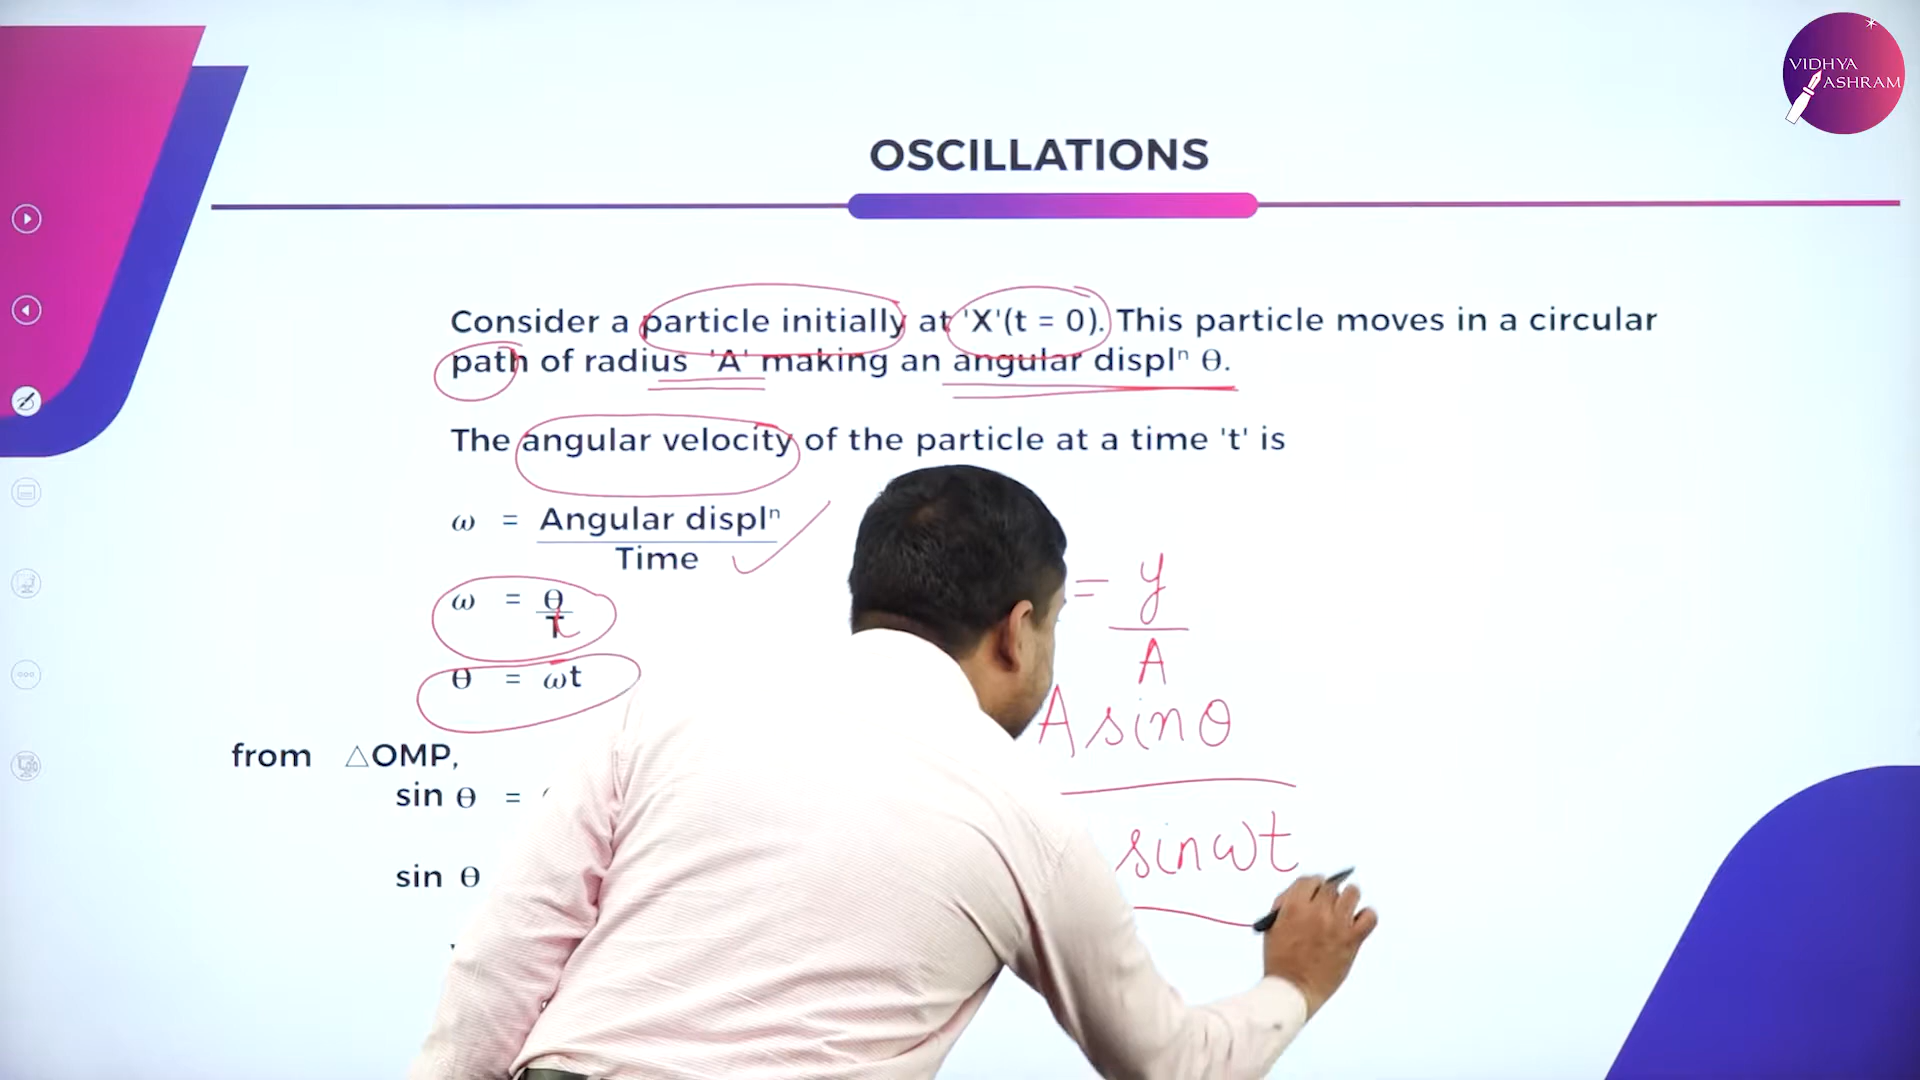 VIDHYA
ASHRAM
OSCILLATIONS
Consider a particle initially at 'X'(t = 0). This particle moves in a circular
path of radius 'A' making an angular displⁿ θ.
The angular velocity of the particle at a time 't' is
ω = Angular displⁿ
Time
ω = θ
t
θ = ωt
= y
A
A sin θ
from △OMP,
sin θ =
sin ωt
sin θ